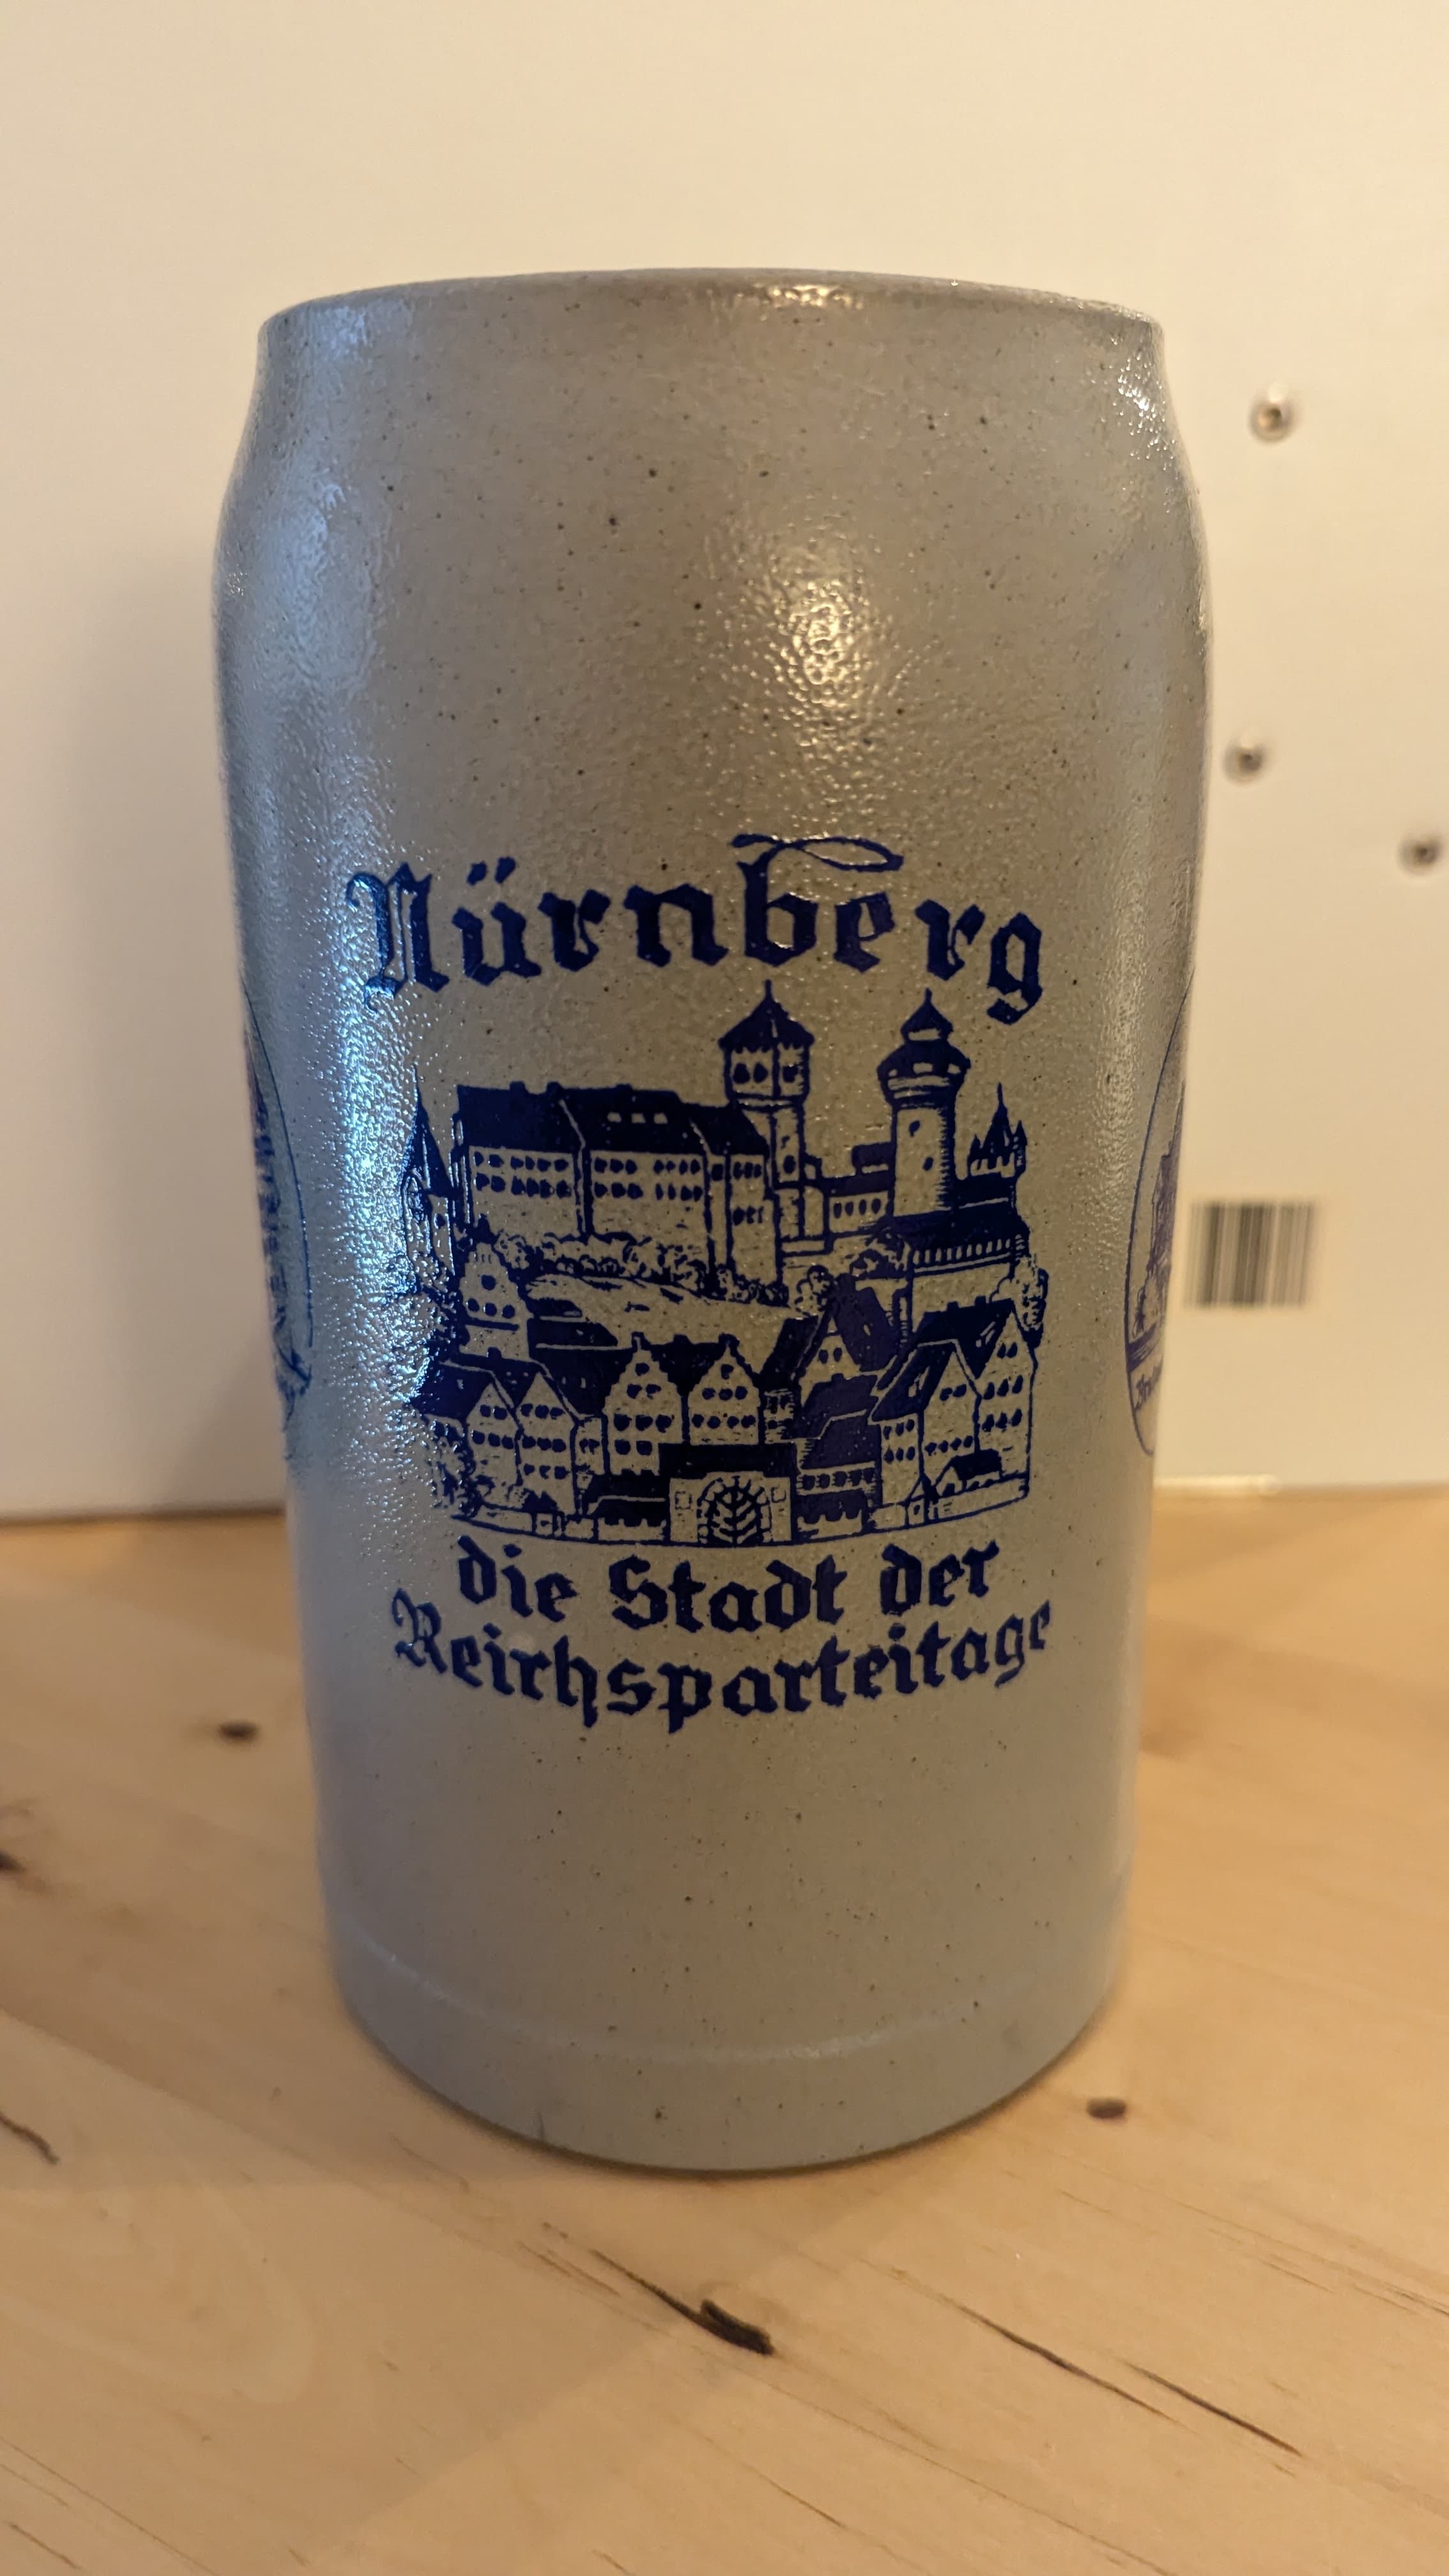 Nürnberg
die Stadt der
Reichsparteitage